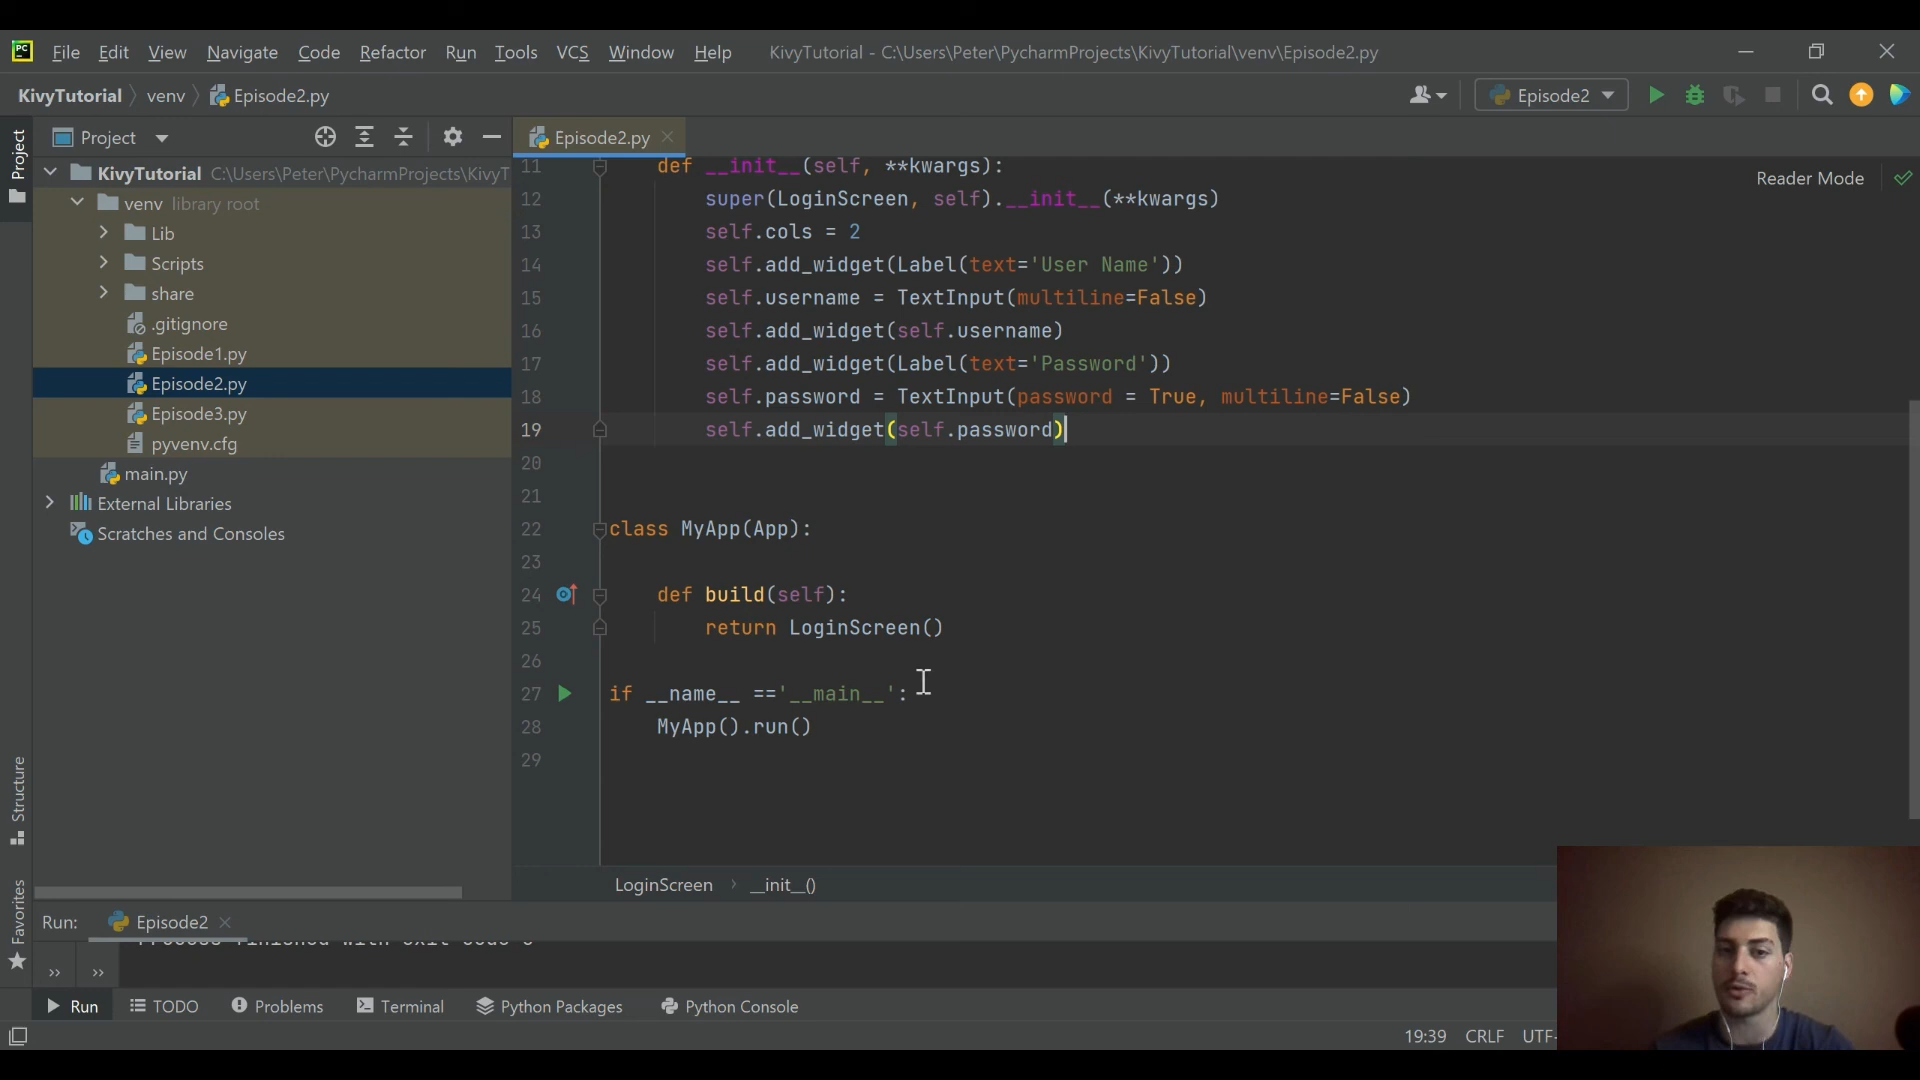 PC File Edit View Navigate Code Refactor Run Tools VCS Window Help KivyTutorial - C:\Users\Peter\PycharmProjects\KivyTutorial\venv\Episode2.py
KivyTutorial venv Episode2.py Episode2
Project
Project
Episode2.py
KivyTutorial C:\Users\Peter\PycharmProjects\KivyT
venv library root
Lib
Scripts
share
.gitignore
Episode1.py
Episode2.py
Episode3.py
pyvenv.cfg
main.py
External Libraries
Scratches and Consoles
Reader Mode
11 def __init__(self, **kwargs):
12 super(LoginScreen, self).__init__(**kwargs)
13 self.cols = 2
14 self.add_widget(Label(text='User Name'))
15 self.username = TextInput(multiline=False)
16 self.add_widget(self.username)
17 self.add_widget(Label(text='Password'))
18 self.password = TextInput(password = True, multiline=False)
19 self.add_widget(self.password)
20
21
22 class MyApp(App):
23
24 def build(self):
25 return LoginScreen()
26
27 if __name__ =='__main__':
28 MyApp().run()
29
LoginScreen › __init__()
Structure
Favorites
Run: Episode2
Process finished with exit code 0
Run TODO Problems Terminal Python Packages Python Console
19:39 CRLF UTF-